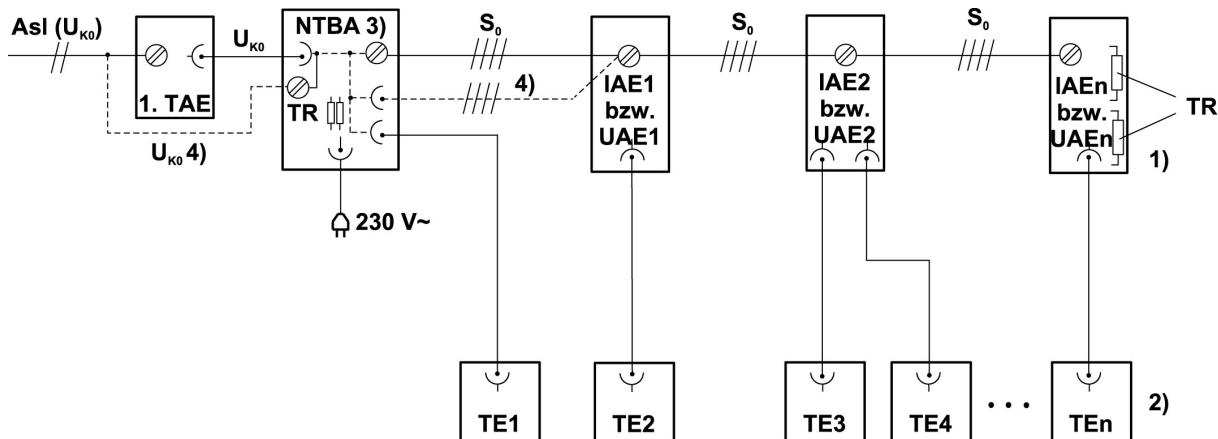 Asl (UK0)
UK0
NTBA 3)
S0
S0
S0
1. TAE
TR
4)
IAE1
bzw.
UAE1
IAE2
bzw.
UAE2
IAEn
bzw.
UAEn
TR
1)
UK0 4)
230 V~
TE1
TE2
TE3
TE4
• • •
TEn
2)